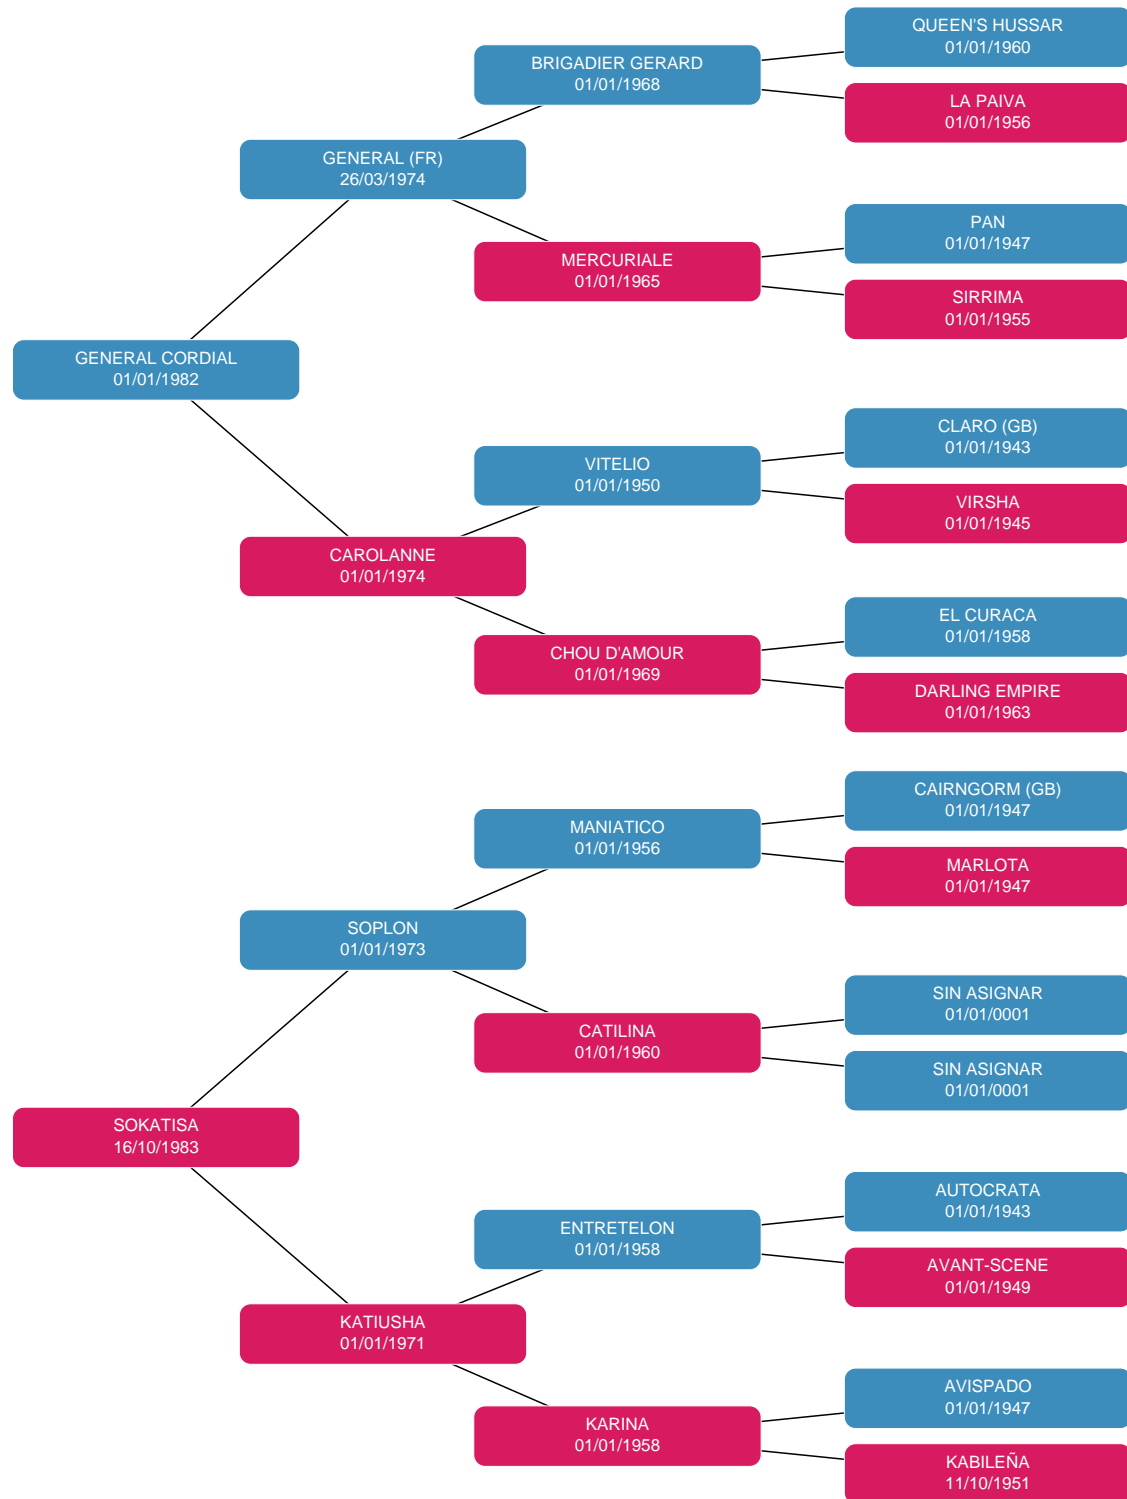 QUEEN'S HUSSAR
01/01/1960
BRIGADIER GERARD
01/01/1968
LA PAIVA
01/01/1956
GENERAL (FR)
26/03/1974
PAN
01/01/1947
MERCURIALE
01/01/1965
SIRRIMA
01/01/1955
GENERAL CORDIAL
01/01/1982
CLARO (GB)
01/01/1943
VITELIO
01/01/1950
VIRSHA
01/01/1945
CAROLANNE
01/01/1974
EL CURACA
01/01/1958
CHOU D'AMOUR
01/01/1969
DARLING EMPIRE
01/01/1963
CAIRNGORM (GB)
01/01/1947
MANIATICO
01/01/1956
MARLOTA
01/01/1947
SOPLON
01/01/1973
SIN ASIGNAR
01/01/0001
CATILINA
01/01/1960
SIN ASIGNAR
01/01/0001
SOKATISA
16/10/1983
AUTOCRATA
01/01/1943
ENTRETELON
01/01/1958
AVANT-SCENE
01/01/1949
KATIUSHA
01/01/1971
AVISPADO
01/01/1947
KARINA
01/01/1958
KABILEÑA
11/10/1951